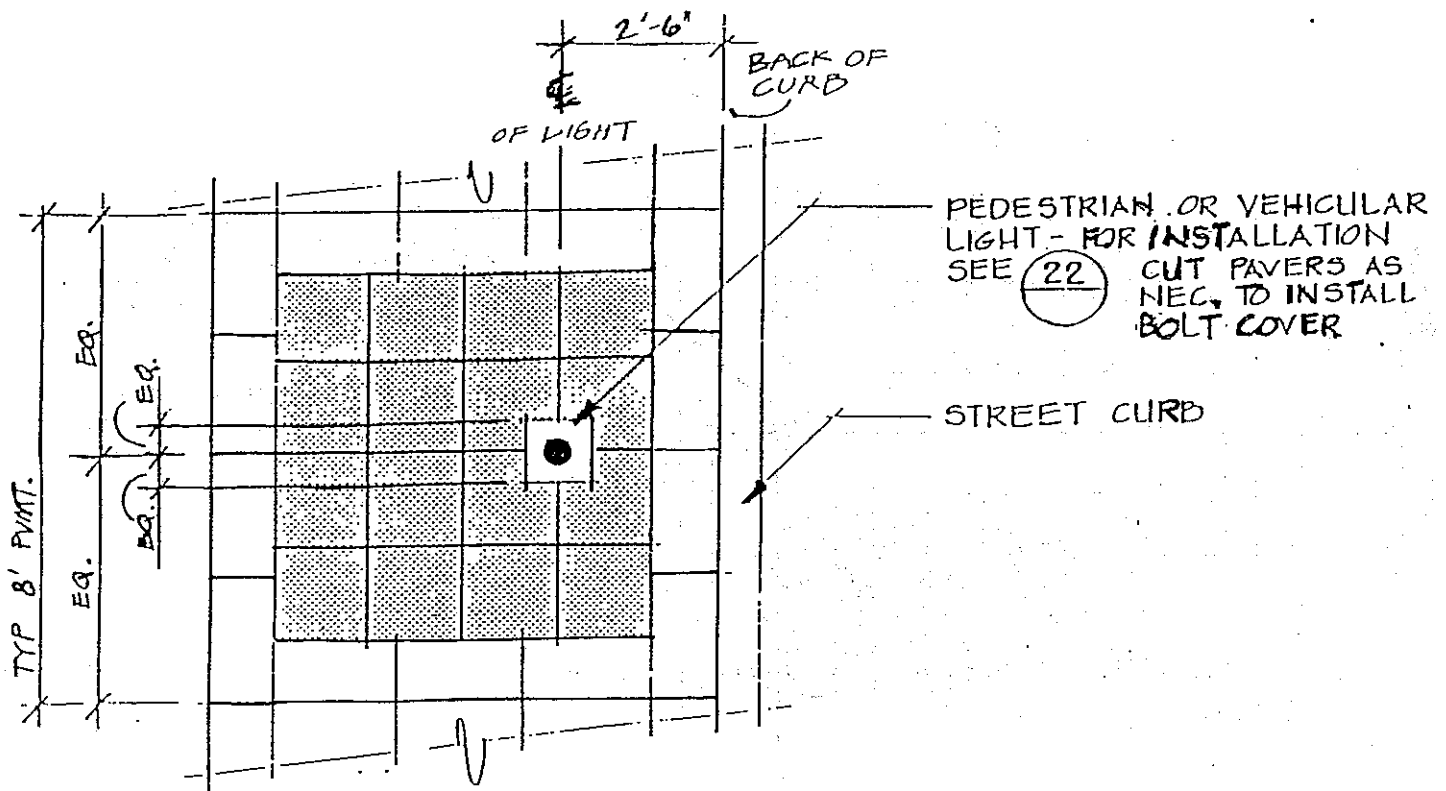 2'-6"
BACK OF
CURB
℄
OF LIGHT
PEDESTRIAN OR VEHICULAR
LIGHT - FOR INSTALLATION
SEE 22 CUT PAVERS AS
NEC. TO INSTALL
BOLT COVER
STREET CURB
EQ.
EQ.
EQ.
EQ.
TYP 8' PVMT.